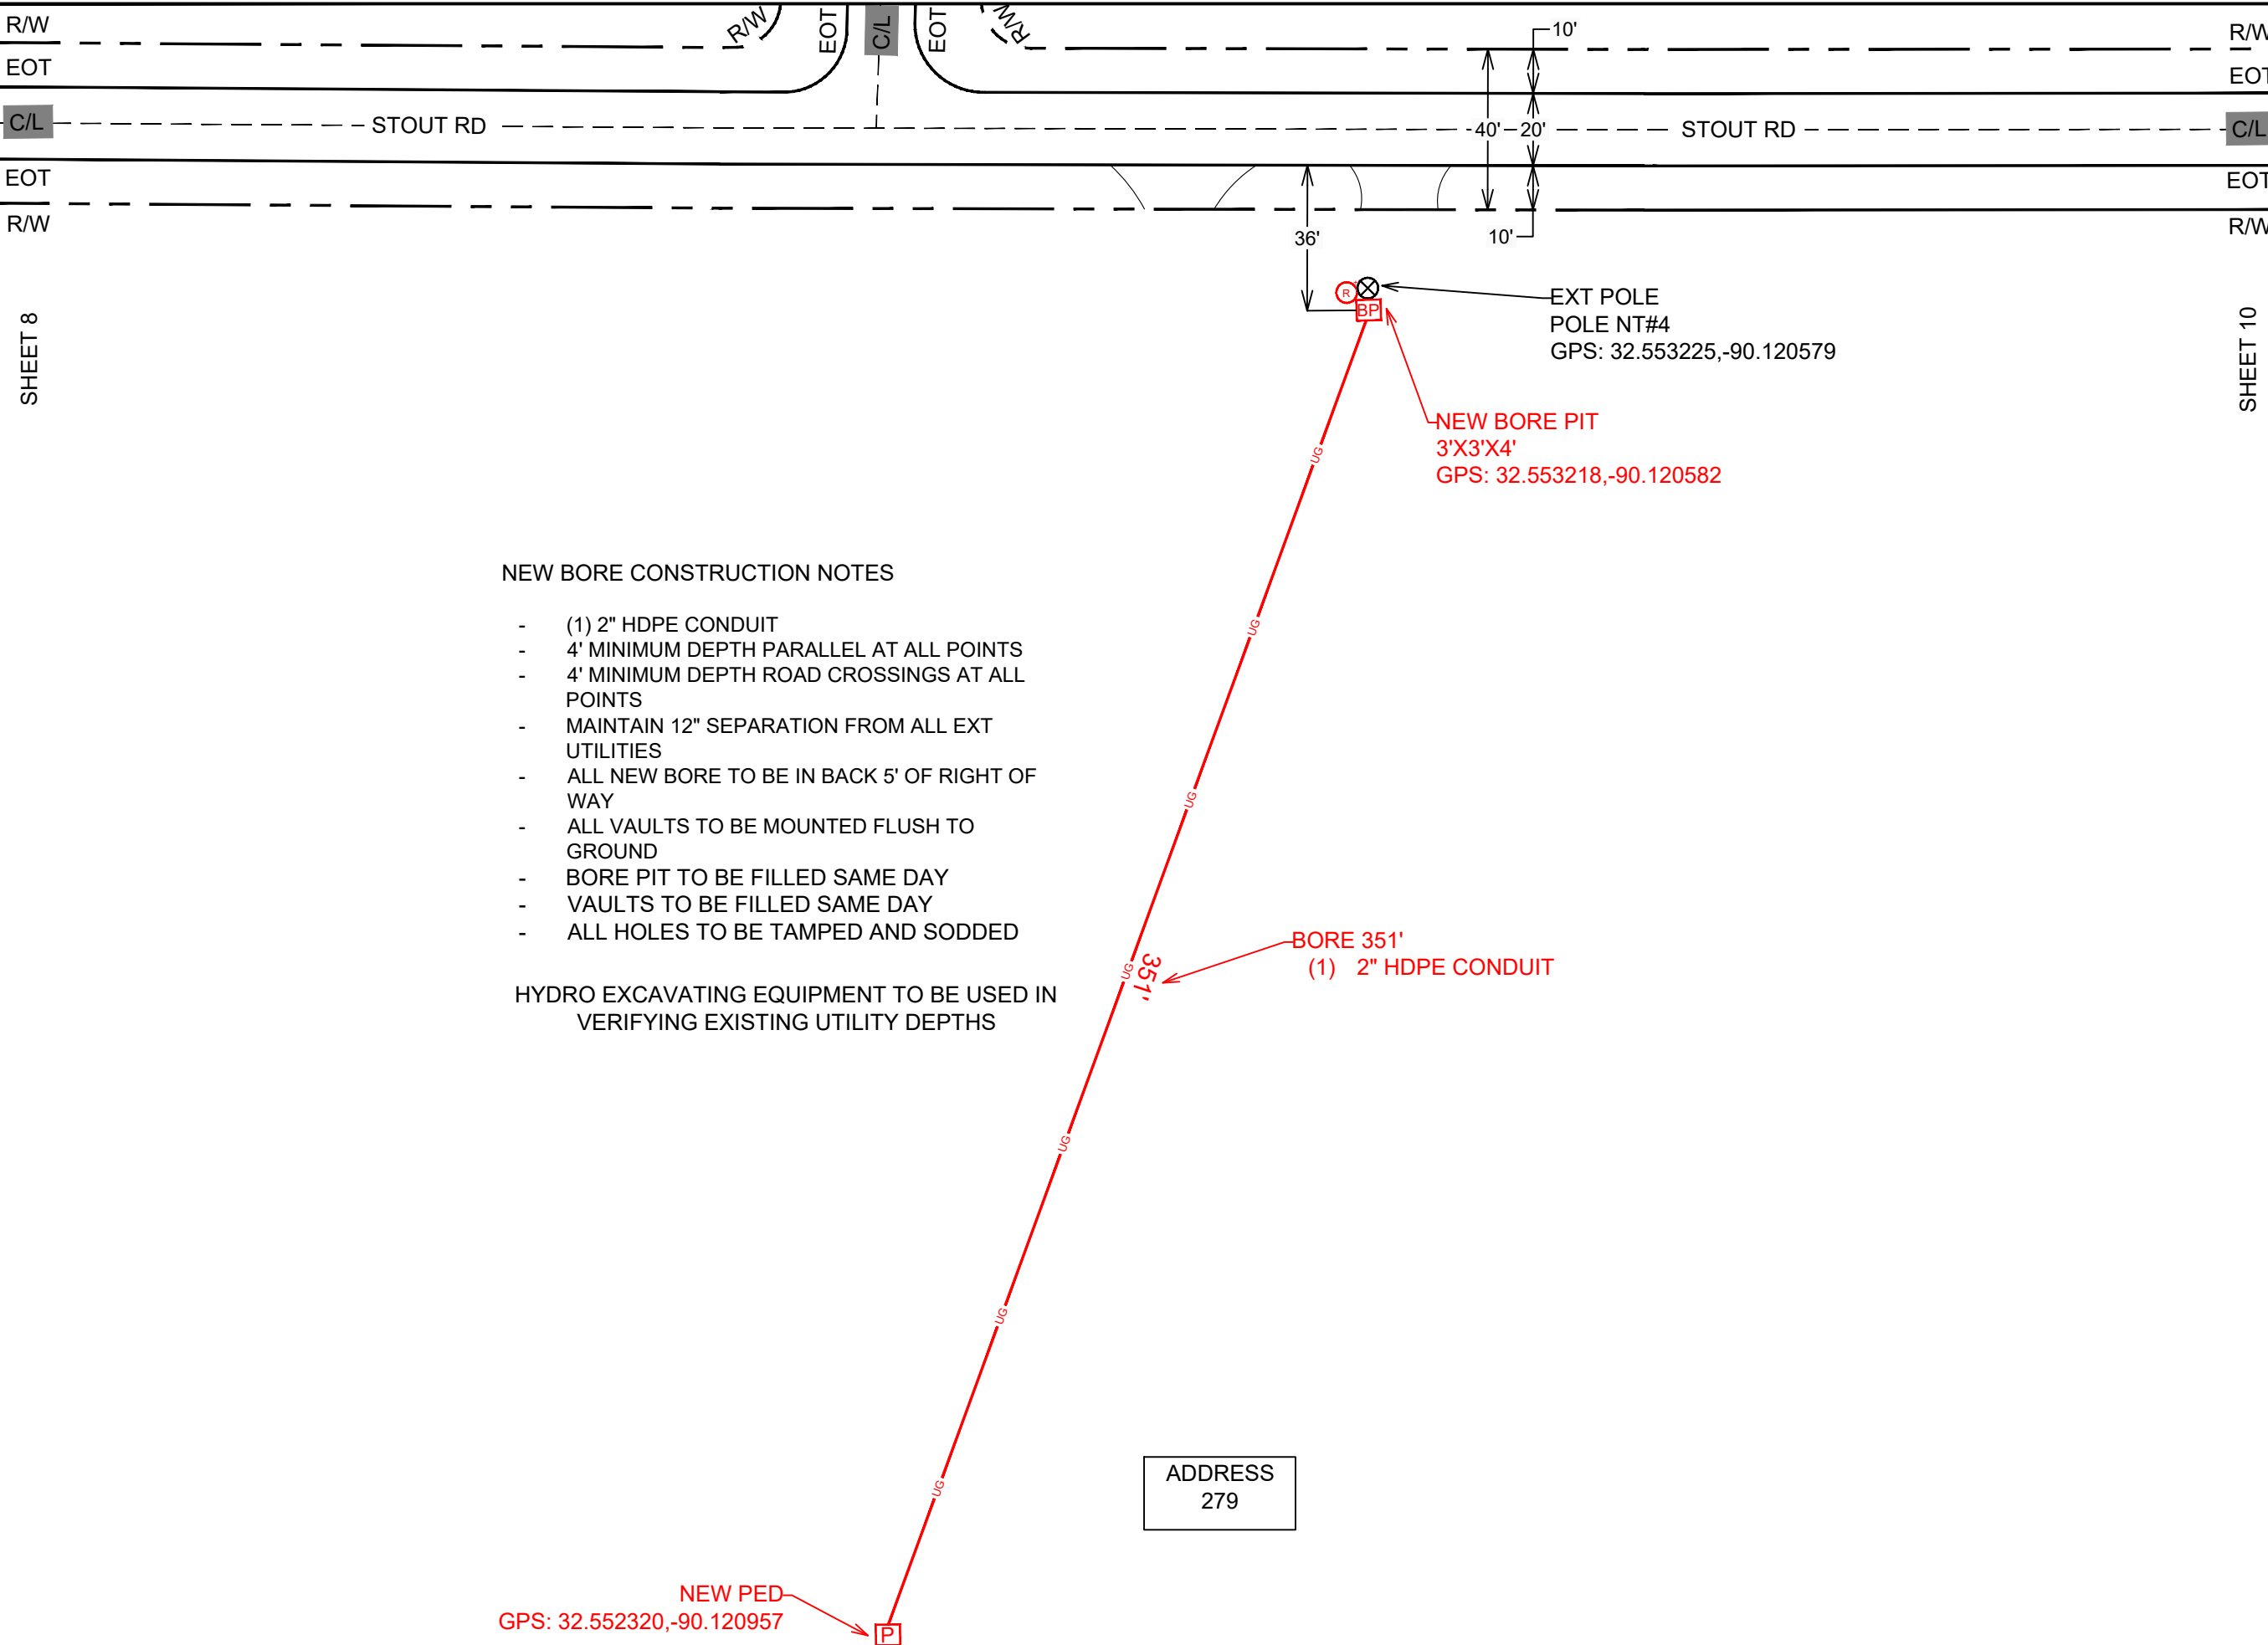 R/W
R/W
EOT
C/L
EOT
R/W
10'
R/W
EOT
EOT
C/L
STOUT RD
40'
20'
STOUT RD
C/L
EOT
EOT
R/W
R/W
36'
10'
SHEET 8
SHEET 10
R
BP
EXT POLE
POLE NT#4
GPS: 32.553225,-90.120579
NEW BORE PIT
3'X3'X4'
GPS: 32.553218,-90.120582
UG
NEW BORE CONSTRUCTION NOTES
- (1) 2" HDPE CONDUIT
- 4' MINIMUM DEPTH PARALLEL AT ALL POINTS
- 4' MINIMUM DEPTH ROAD CROSSINGS AT ALL
POINTS
- MAINTAIN 12" SEPARATION FROM ALL EXT
UTILITIES
- ALL NEW BORE TO BE IN BACK 5' OF RIGHT OF
WAY
- ALL VAULTS TO BE MOUNTED FLUSH TO
GROUND
- BORE PIT TO BE FILLED SAME DAY
- VAULTS TO BE FILLED SAME DAY
- ALL HOLES TO BE TAMPED AND SODDED
HYDRO EXCAVATING EQUIPMENT TO BE USED IN
VERIFYING EXISTING UTILITY DEPTHS
UG
UG
UG
351'
BORE 351'
(1) 2" HDPE CONDUIT
UG
UG
UG
ADDRESS
279
NEW PED
GPS: 32.552320,-90.120957
P